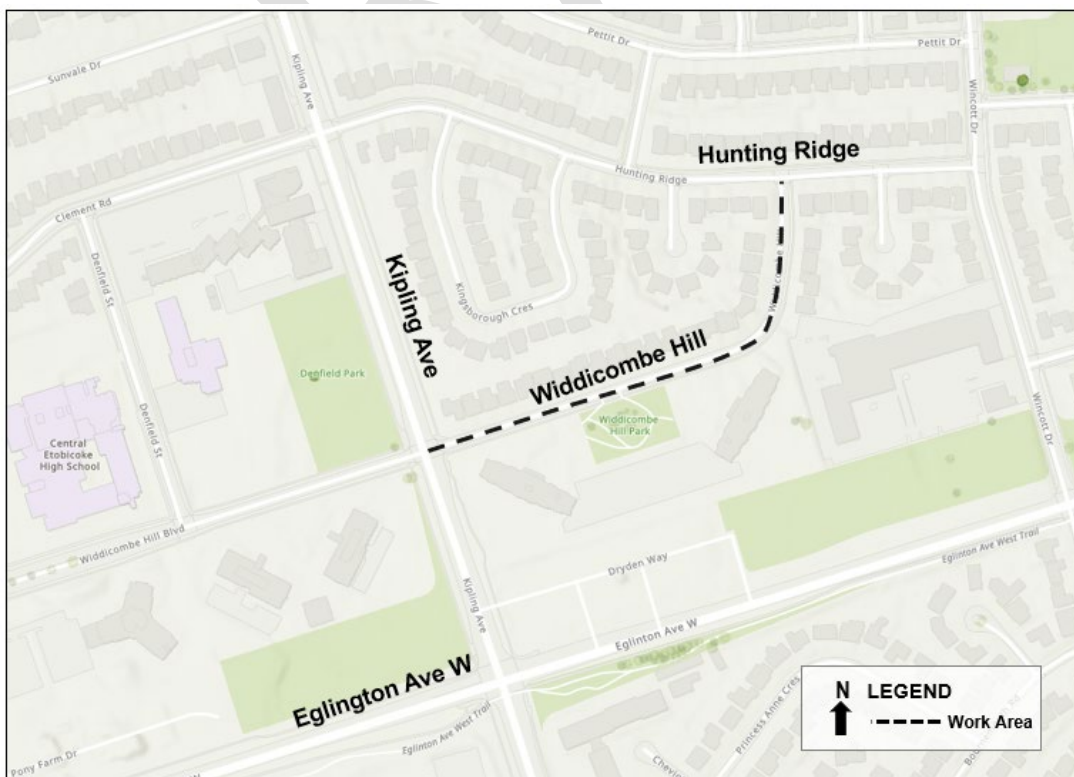 Pettit Dr
Pettit Dr
Sunvale Dr
Kipling Ave
Wincott Dr
Hunting Ridge
Hunting Ridge
Clement Rd
Denfield St
Kipling Ave
Kingsborough Cres
Widdicombe Hill
Denfield Park
Widdicombe
Hill Park
Central
Etobicoke
High School
Denfield St
Wincott Dr
Widdicombe Hill Blvd
Dryden Way
Kipling Ave
Eglinton Ave West Trail
Eglinton Ave W
Eglington Ave W
Eglinton Ave West Trail
Princess Anne Cres
Pony Farm Dr
N LEGEND
Work Area